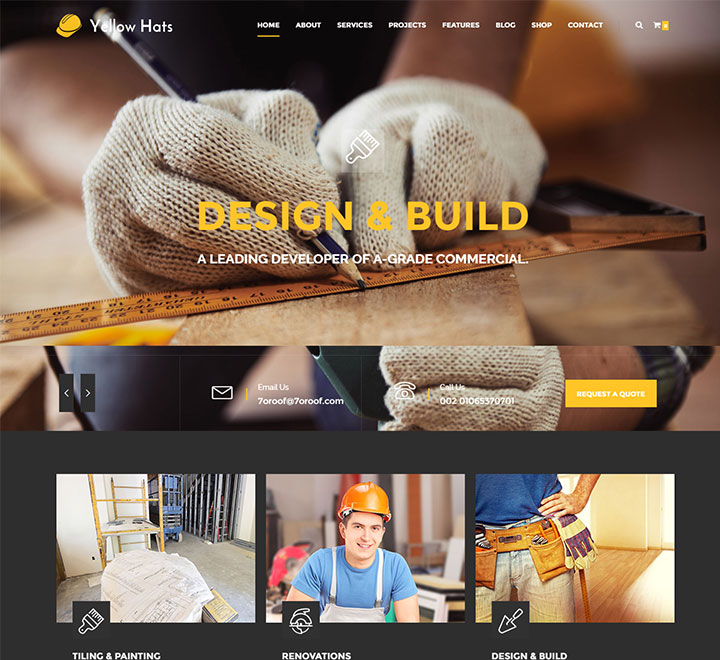 Yellow Hats
HOME ABOUT SERVICES PROJECTS FEATURES BLOG SHOP CONTACT
DESIGN & BUILD
A LEADING DEVELOPER OF A-GRADE COMMERCIAL.
Email Us
7oroof@7oroof.com
Call Us
002 01065370701
REQUEST A QUOTE
TILING & PAINTING
RENOVATIONS
DESIGN & BUILD